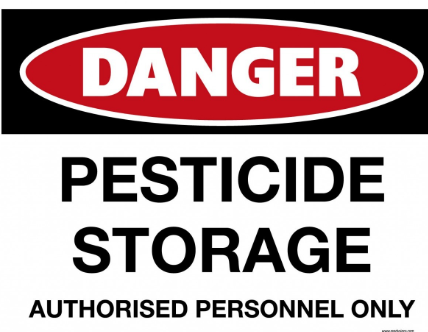 DANGER
PESTICIDE
STORAGE
AUTHORISED PERSONNEL ONLY